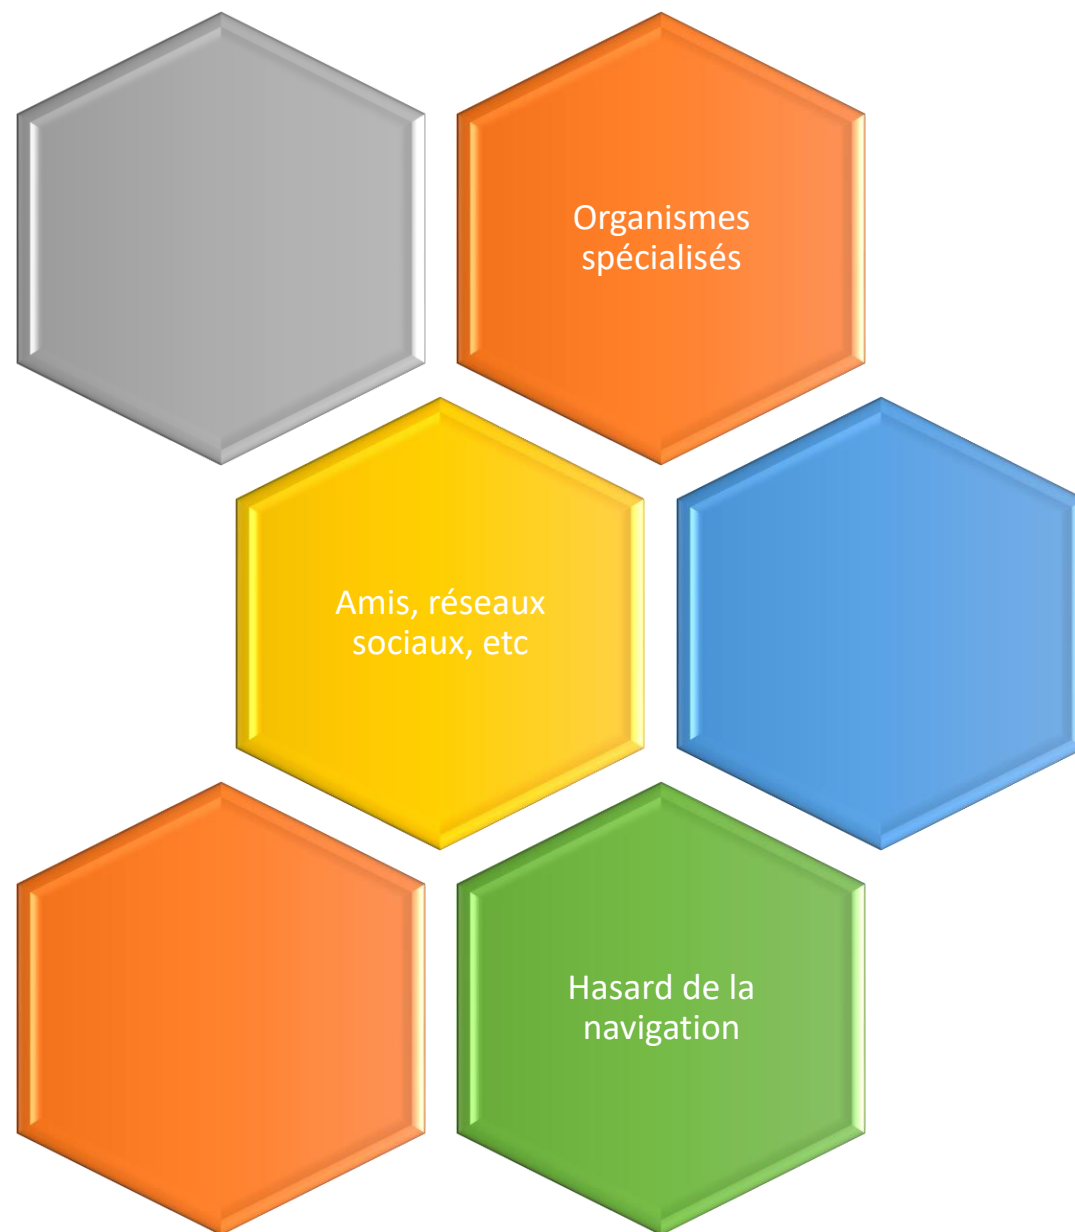 Organismes
spécialisés
Amis, réseaux
sociaux, etc
Hasard de la
navigation